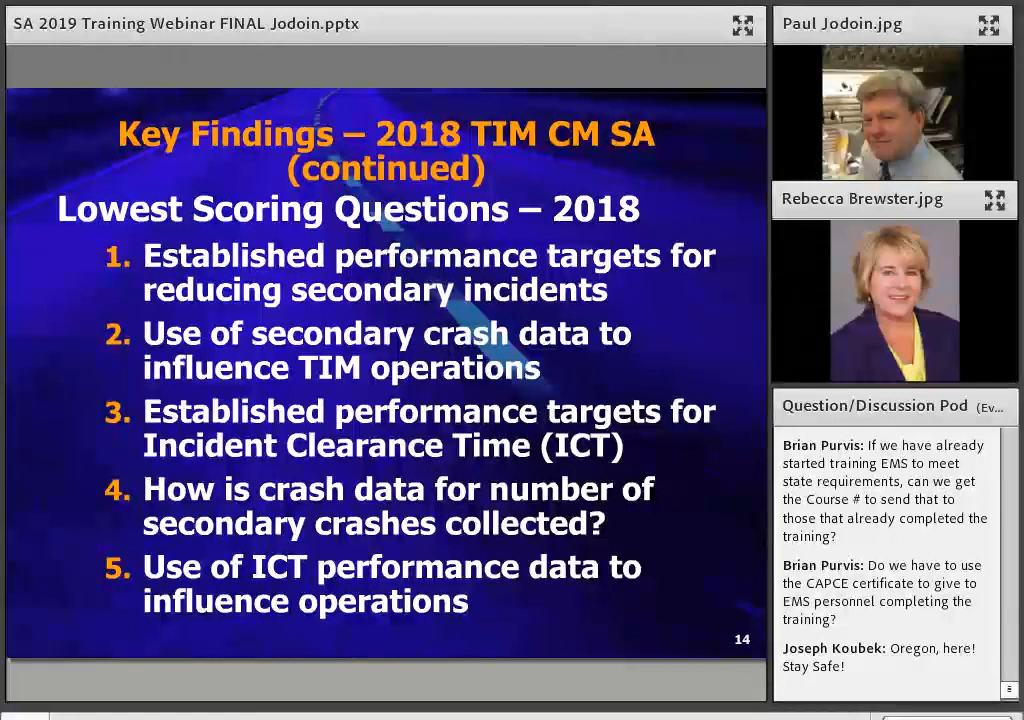 SA 2019 Training Webinar FINAL Jodoin.pptx
Key Findings – 2018 TIM CM SA
(continued)
Lowest Scoring Questions – 2018
1. Established performance targets for
reducing secondary incidents
2. Use of secondary crash data to
influence TIM operations
3. Established performance targets for
Incident Clearance Time (ICT)
4. How is crash data for number of
secondary crashes collected?
5. Use of ICT performance data to
influence operations
14
Paul Jodoin.jpg
Rebecca Brewster.jpg
Question/Discussion Pod (Ev...
Brian Purvis: If we have already
started training EMS to meet
state requirements, can we get
the Course # to send that to
those that already completed the
training?
Brian Purvis: Do we have to use
the CAPCE certificate to give to
EMS personnel completing the
training?
Joseph Koubek: Oregon, here!
Stay Safe!